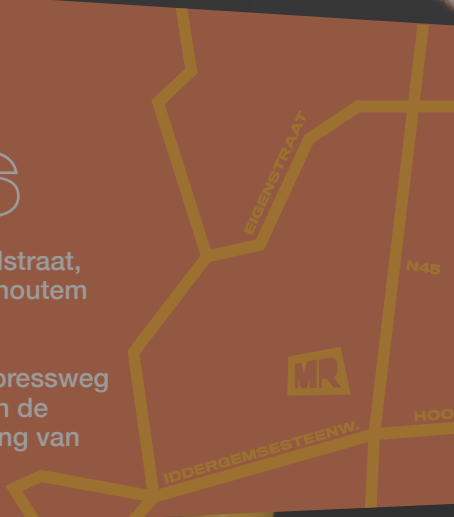 S
lstraat,
houtem
pressweg
n de
ng van
EIGENSTRAAT
N45
MR
IDDERGEMSESTEENW.
HOO